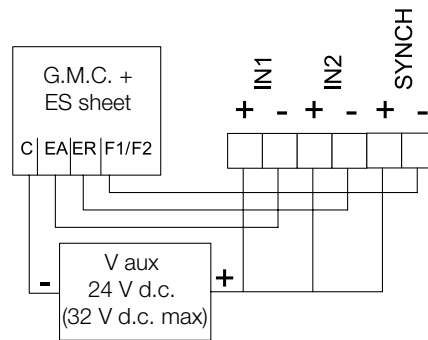 G.M.C. +
ES sheet
C EA ER F1/F2
IN1 IN2 SYNCH
+ - + - + -
- +
V aux
24 V d.c.
(32 V d.c. max)